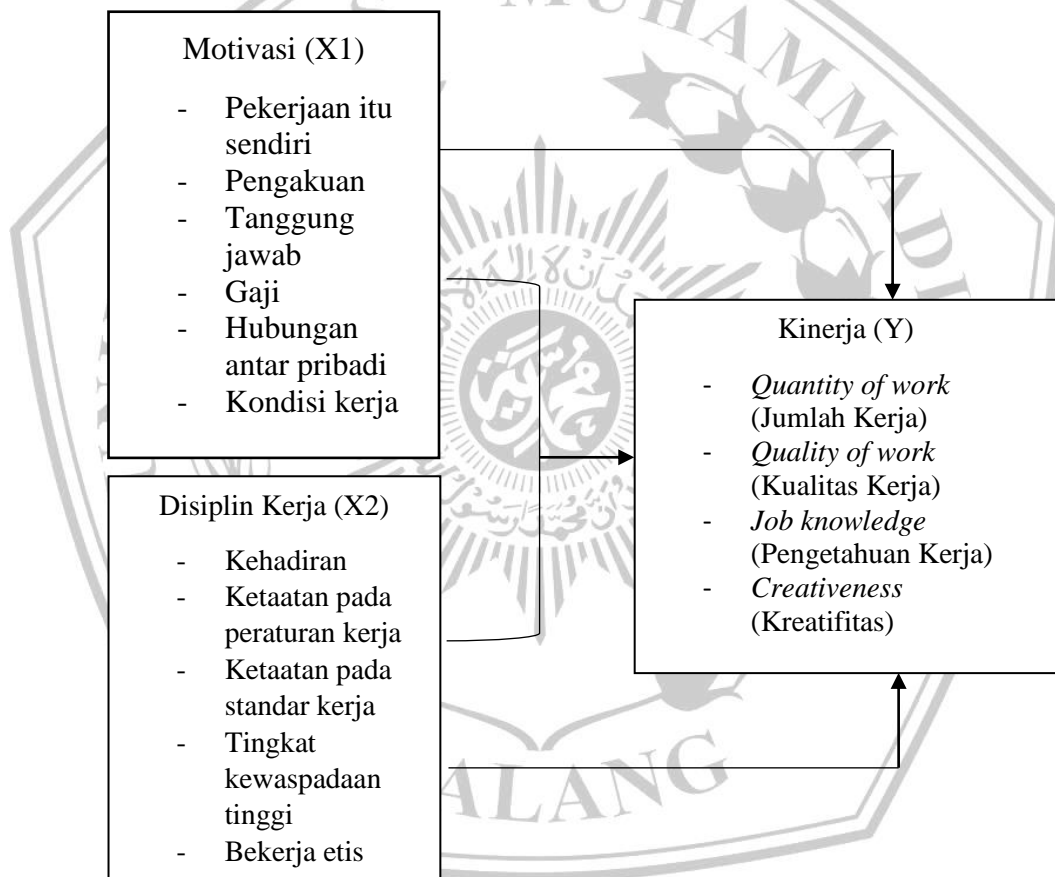 MUHAMMADI
Motivasi (X1)
- Pekerjaan itu
sendiri
- Pengakuan
- Tanggung
jawab
- Gaji
- Hubungan
antar pribadi
- Kondisi kerja
Disiplin Kerja (X2)
- Kehadiran
- Ketaatan pada
peraturan kerja
- Ketaatan pada
standar kerja
- Tingkat
kewaspadaan
tinggi
- Bekerja etis
Kinerja (Y)
- Quantity of work
(Jumlah Kerja)
- Quality of work
(Kualitas Kerja)
- Job knowledge
(Pengetahuan Kerja)
- Creativeness
(Kreatifitas)
ALANG